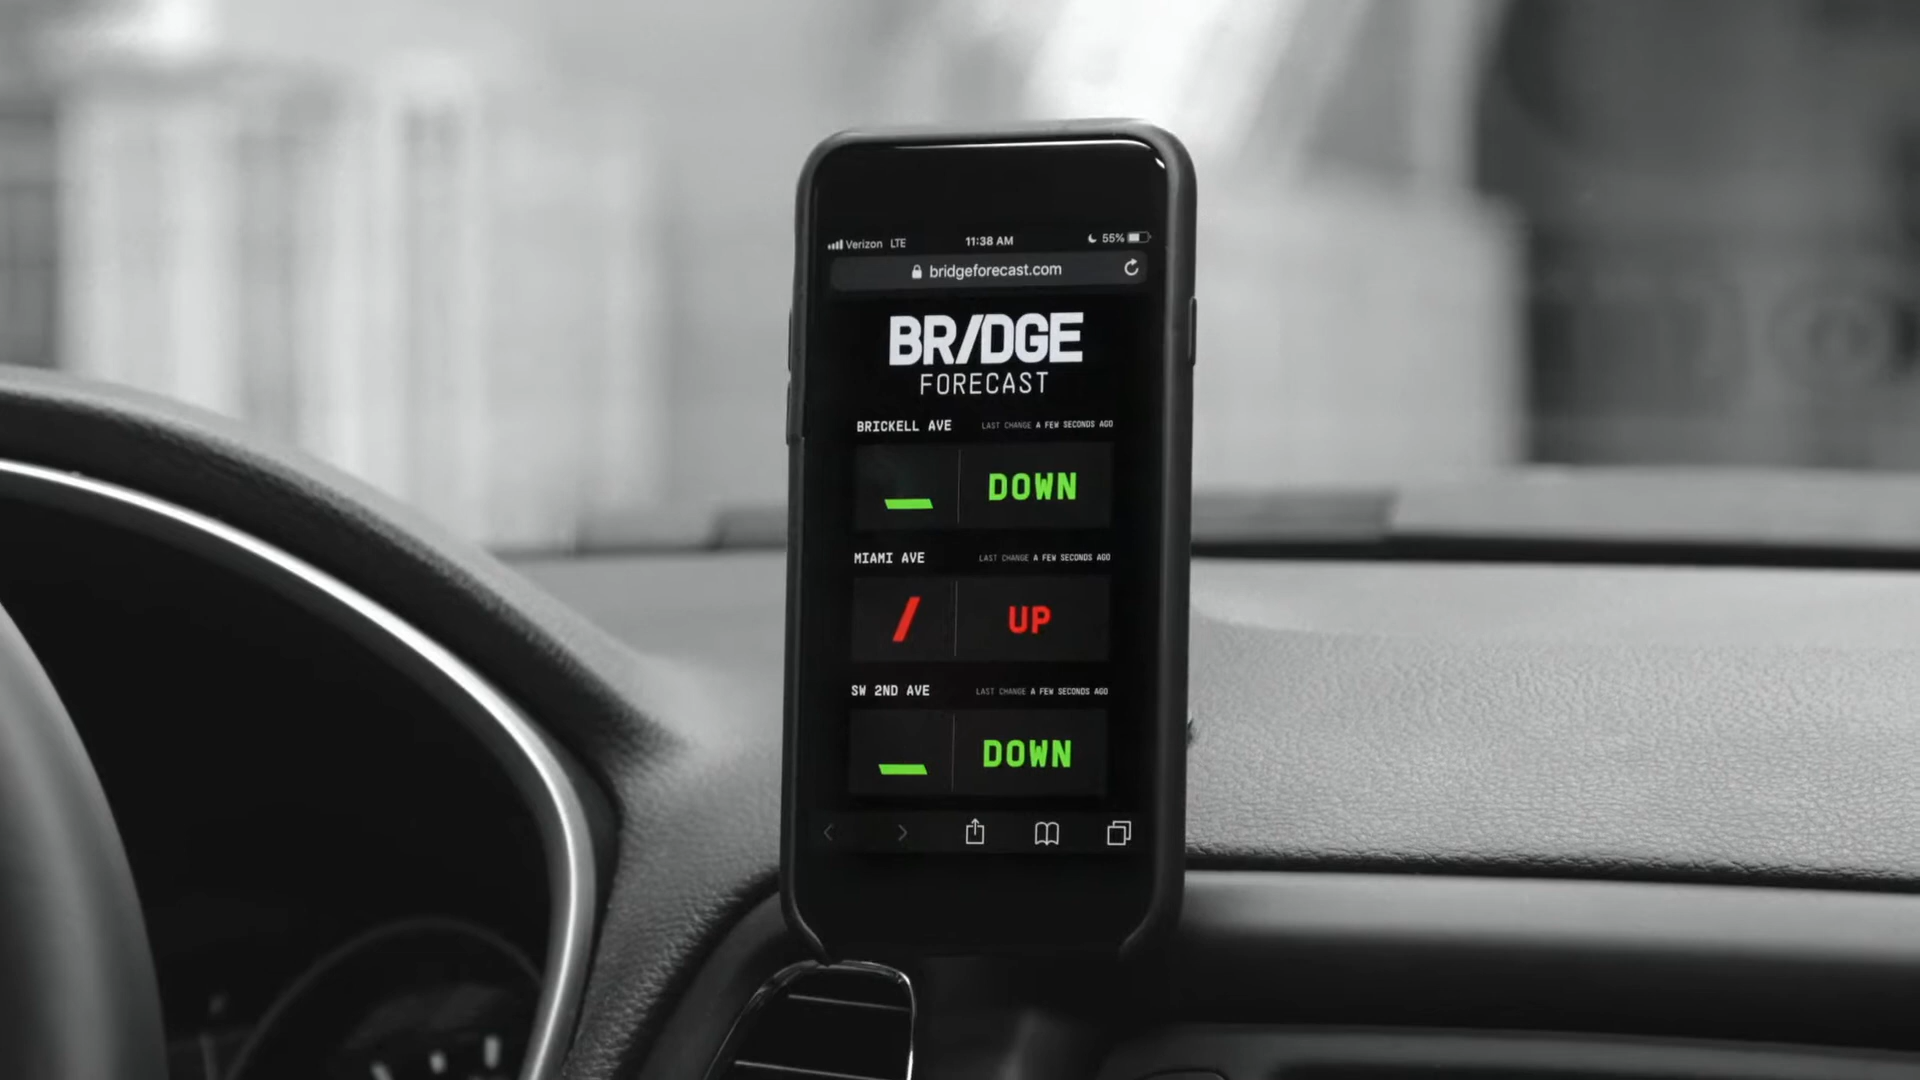 Verizon LTE 11:38 AM 55%
bridgeforecast.com
BR/DGE
FORECAST
BRICKELL AVE LAST CHANGE A FEW SECONDS AGO
DOWN
MIAMI AVE LAST CHANGE A FEW SECONDS AGO
UP
SW 2ND AVE LAST CHANGE A FEW SECONDS AGO
DOWN